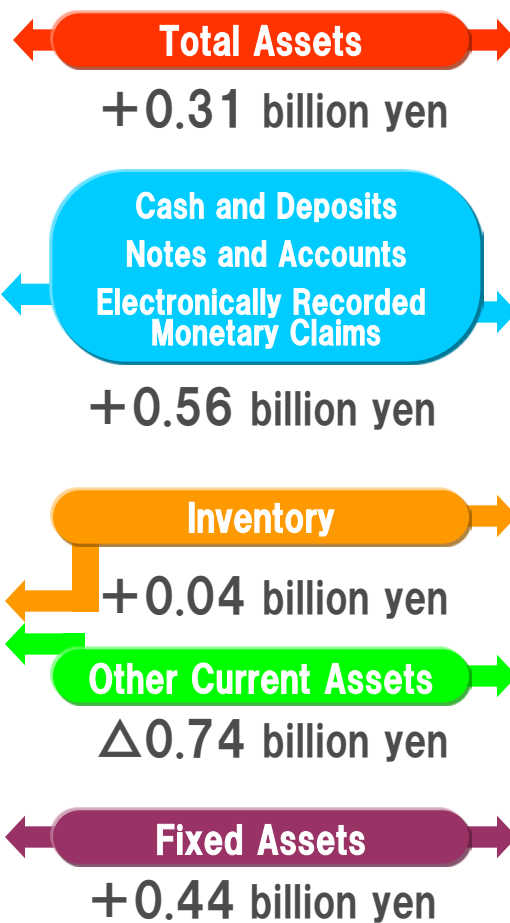 Total Assets
+0.31 billion yen
Cash and Deposits
Notes and Accounts
Electronically Recorded
Monetary Claims
+0.56 billion yen
Inventory
+0.04 billion yen
Other Current Assets
△0.74 billion yen
Fixed Assets
+0.44 billion yen